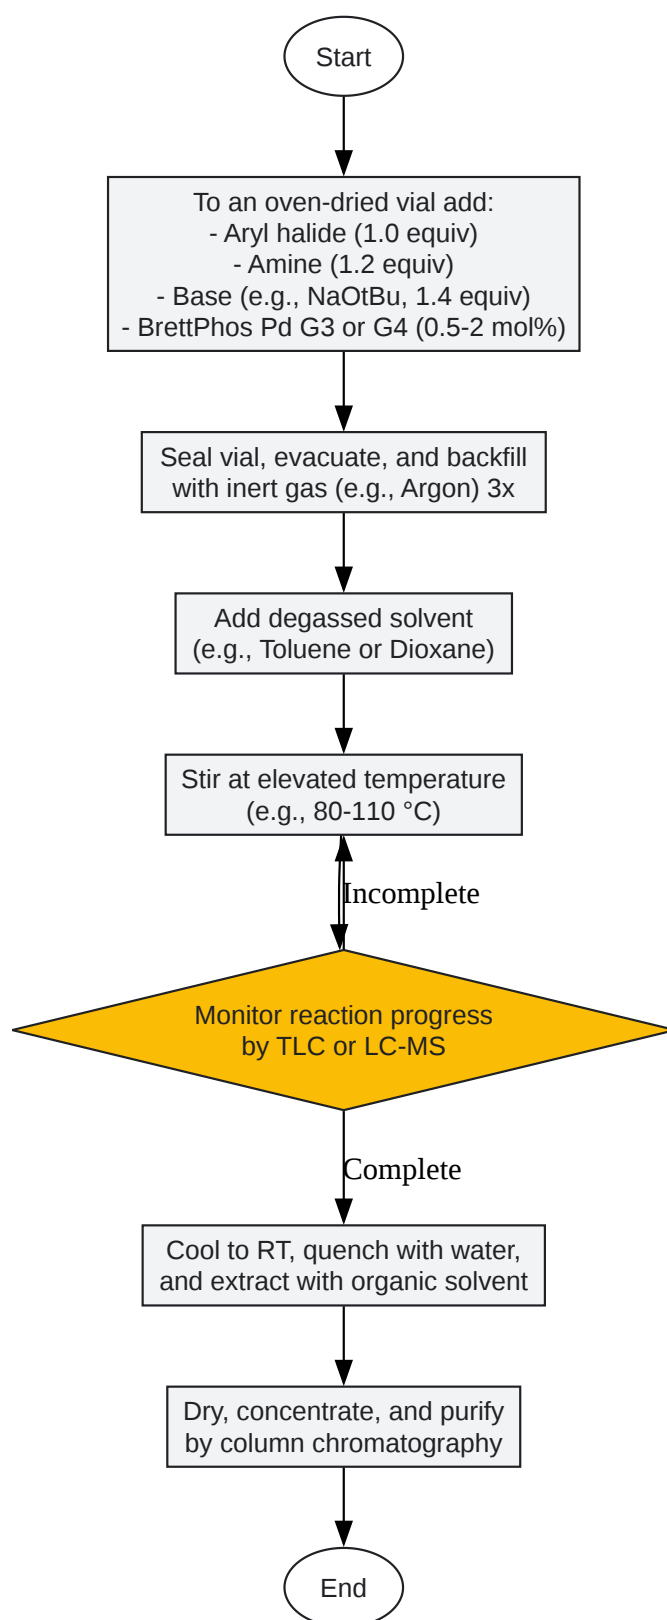 Start
To an oven-dried vial add:
- Aryl halide (1.0 equiv)
- Amine (1.2 equiv)
- Base (e.g., NaOtBu, 1.4 equiv)
- BrettPhos Pd G3 or G4 (0.5-2 mol%)
Seal vial, evacuate, and backfill
with inert gas (e.g., Argon) 3x
Add degassed solvent
(e.g., Toluene or Dioxane)
Stir at elevated temperature
(e.g., 80-110 °C)
Incomplete
Monitor reaction progress
by TLC or LC-MS
Complete
Cool to RT, quench with water,
and extract with organic solvent
Dry, concentrate, and purify
by column chromatography
End